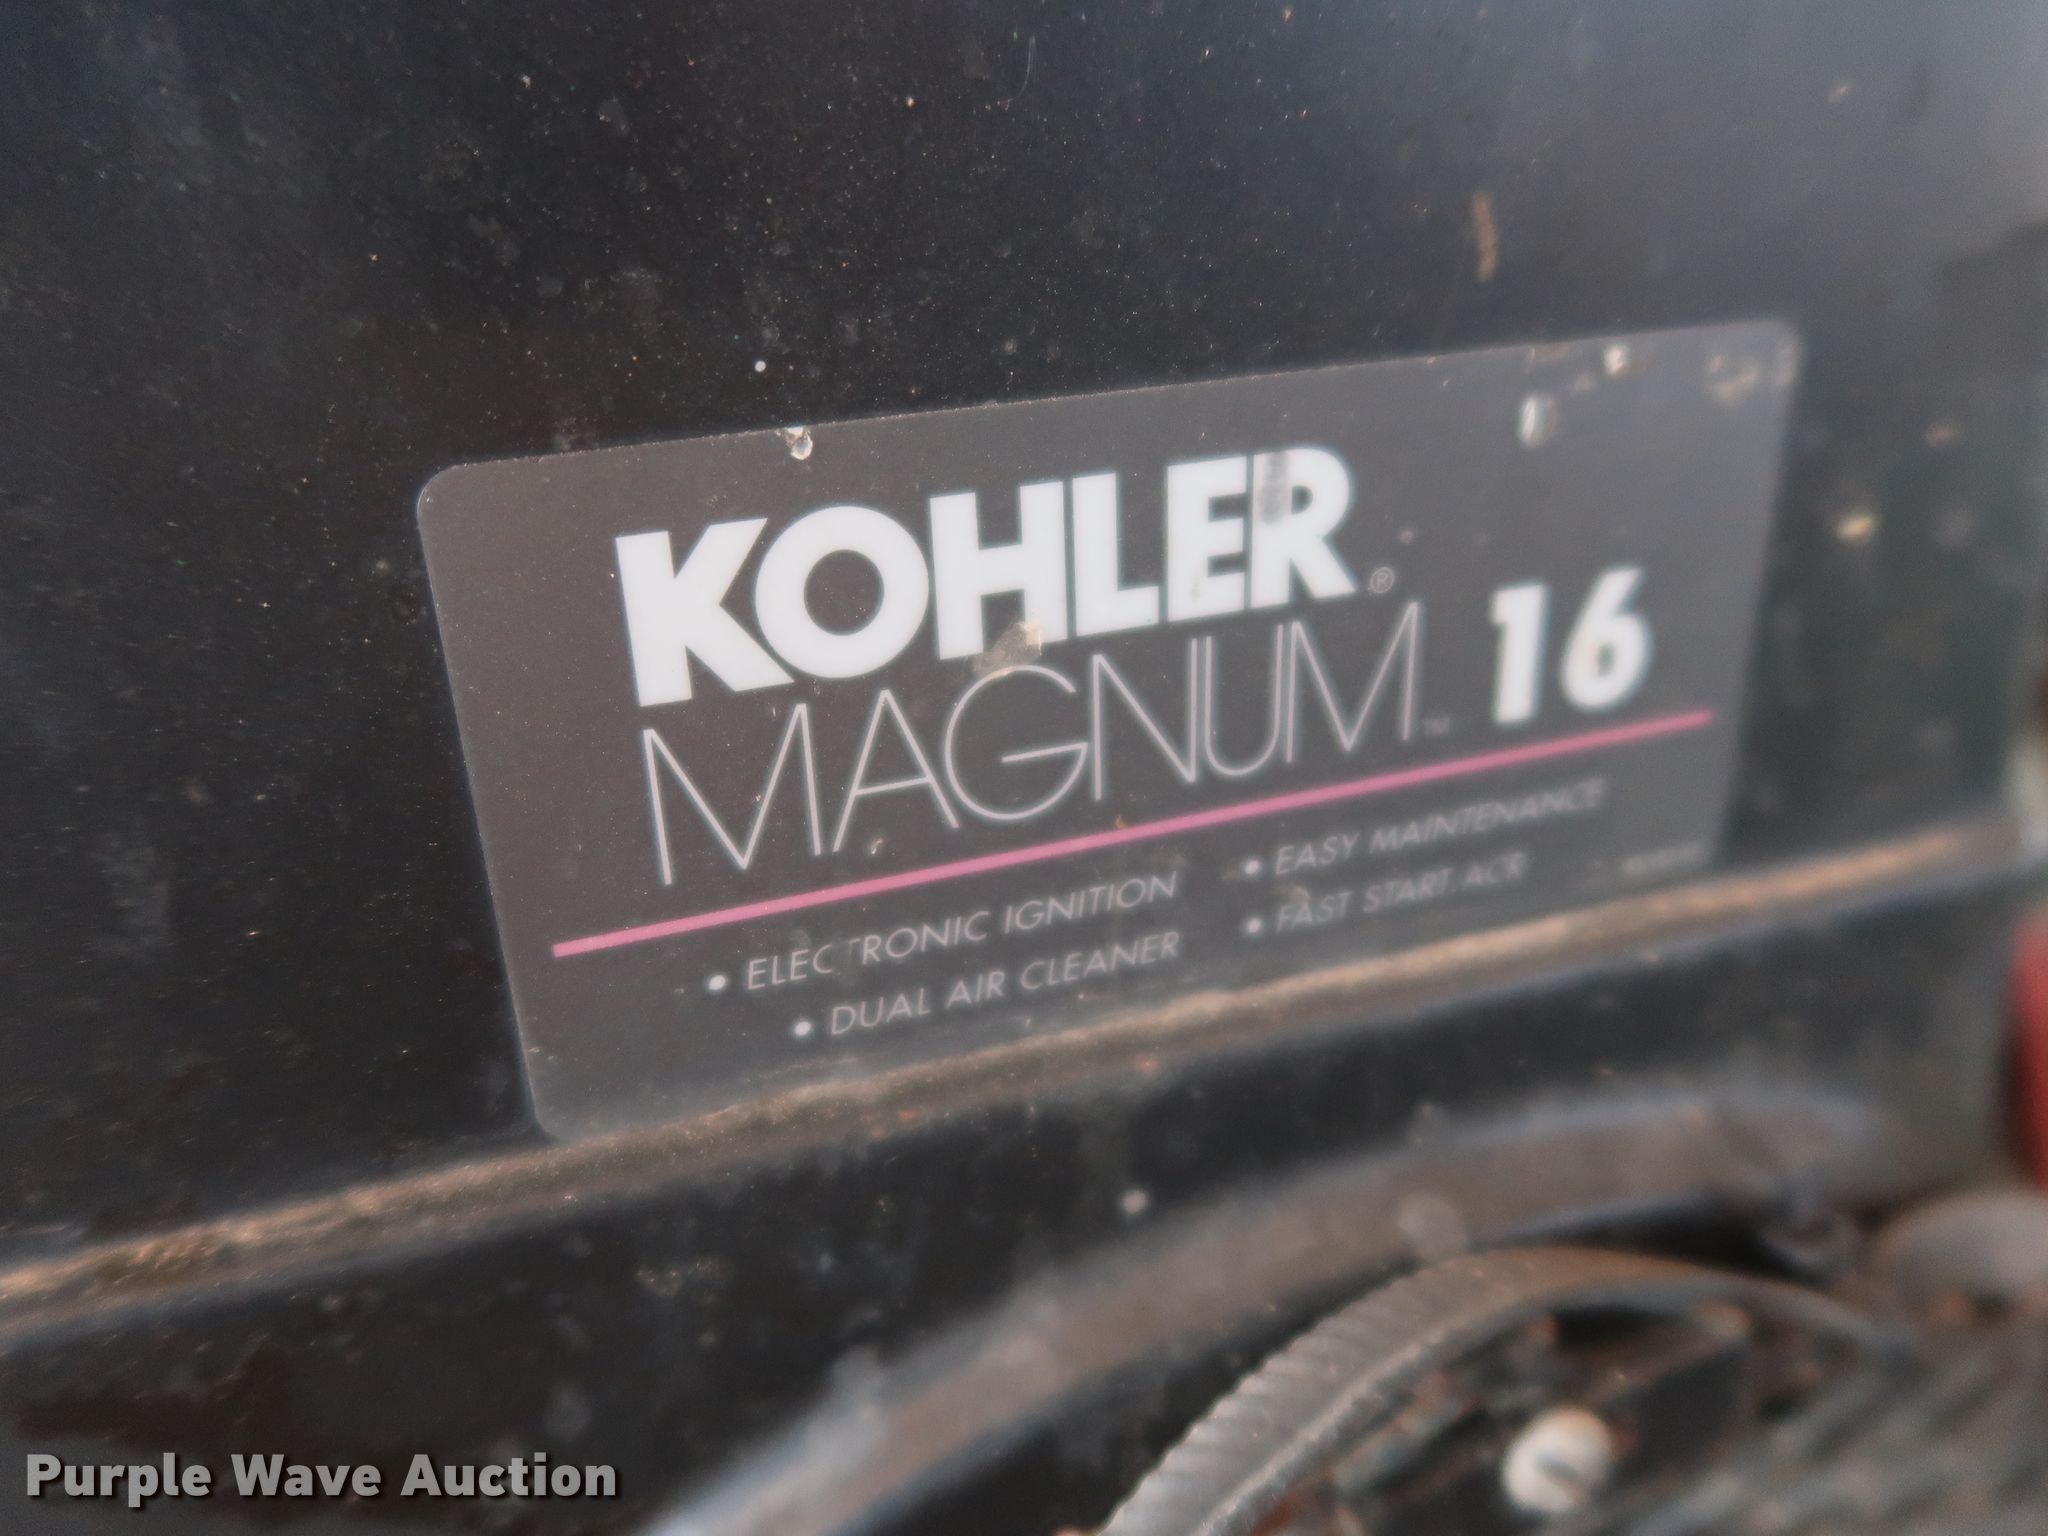 KOHLER®
MAGNUM™ 16
• ELECTRONIC IGNITION
• DUAL AIR CLEANER
• EASY MAINTENANCE
• FAST START. ACR
Purple Wave Auction